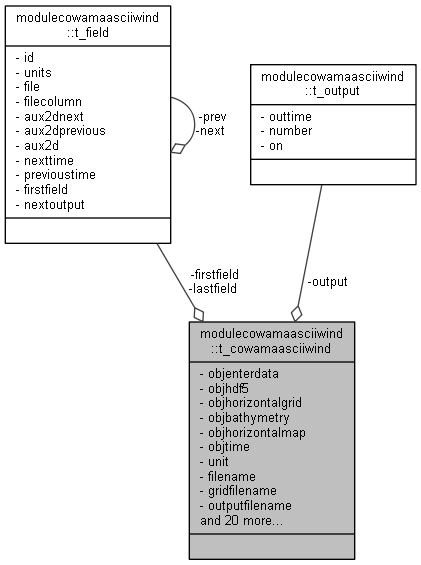 modulecowamaasciiwind
::t_field
- id
- units
- file
- filecolumn
- aux2dnext
- aux2dprevious
- aux2d
- nexttime
- previoustime
- firstfield
- nextoutput
-prev
-next
modulecowamaasciiwind
::t_output
- outtime
- number
- on
-firstfield
-lastfield
-output
modulecowamaasciiwind
::t_cowamaasciiwind
- objenterdata
- objhdf5
- objhorizontalgrid
- objbathymetry
- objhorizontalmap
- objtime
- unit
- filename
- gridfilename
- outputfilename
and 20 more...